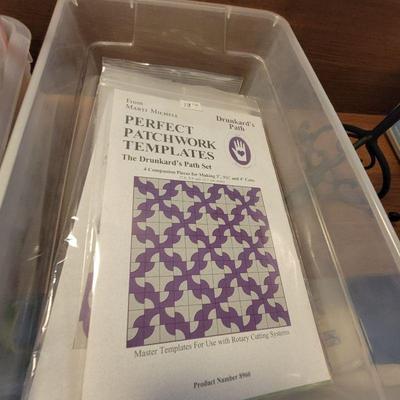 From
Marti Michell
PERFECT
PATCHWORK
TEMPLATES
Drunkard's
Path
The Drunkard's Path Set
4 Companion Pieces for Making 3", 3½" and 4" Cuts
Master Templates For Use with Rotary Cutting Systems
Product Number 8960